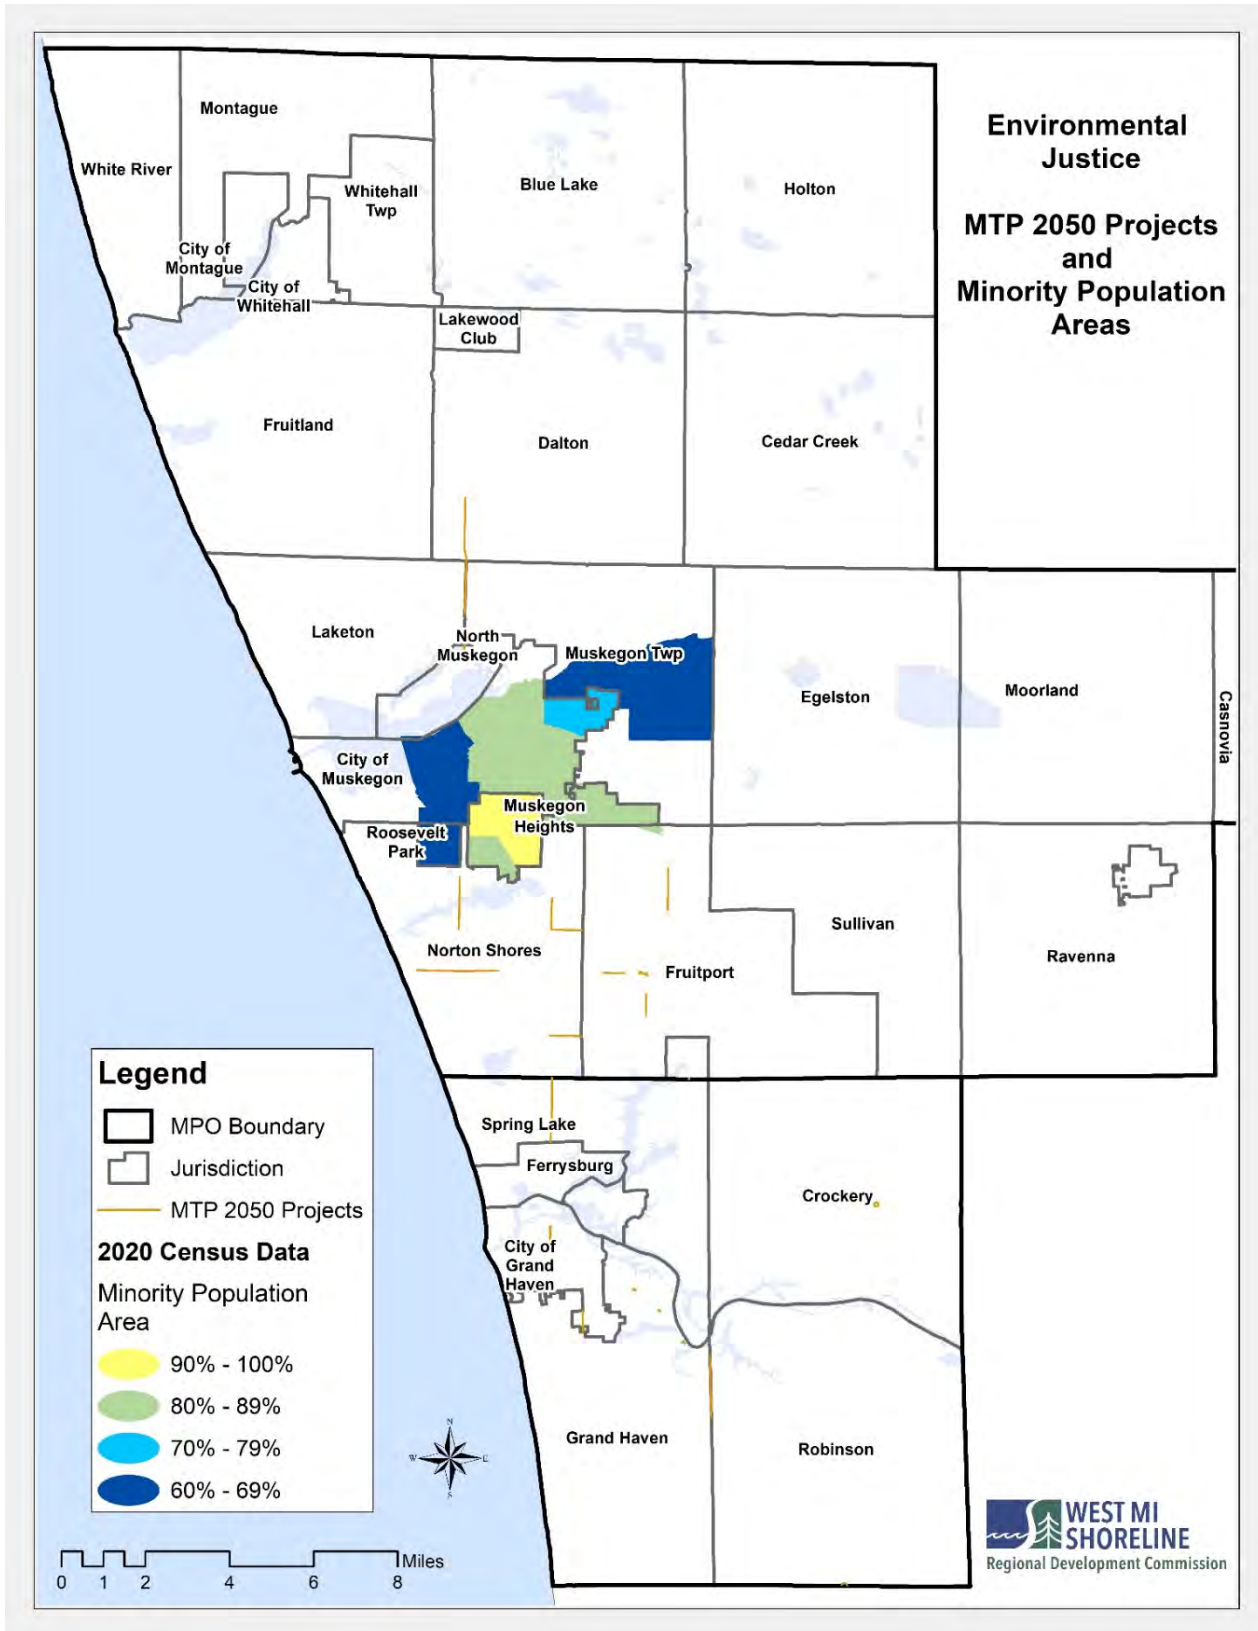 Environmental
Justice
MTP 2050 Projects
and
Minority Population
Areas
Montague
White River
Whitehall
Twp
Blue Lake
Holton
City of
Montague
City of
Whitehall
Lakewood
Club
Fruitland
Dalton
Cedar Creek
Laketon
North
Muskegon
Muskegon Twp
Egelston
Moorland
Casnovia
City of
Muskegon
Muskegon
Heights
Roosevelt
Park
Norton Shores
Fruitport
Sullivan
Ravenna
Legend
MPO Boundary
Jurisdiction
MTP 2050 Projects
2020 Census Data
Minority Population
Area
90% - 100%
80% - 89%
70% - 79%
60% - 69%
Spring Lake
Ferrysburg
Crockery
City of
Grand
Haven
Grand Haven
Robinson
N
W
E
S
Miles
0 1 2 4 6 8
WEST MI
SHORELINE
Regional Development Commission